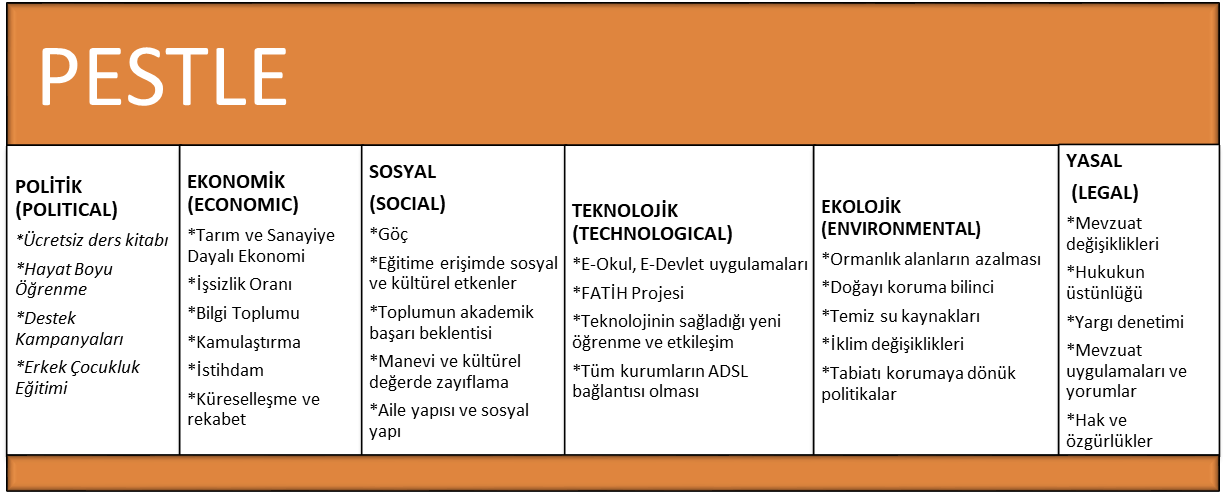 PESTLE
POLİTİK
(POLITICAL)
*Ücretsiz ders kitabı
*Hayat Boyu
Öğrenme
*Destek
Kampanyaları
*Erkek Çocukluk
Eğitimi
EKONOMİK
(ECONOMIC)
*Tarım ve Sanayiye
Dayalı Ekonomi
*İşsizlik Oranı
*Bilgi Toplumu
*Kamulaştırma
*İstihdam
*Küreselleşme ve
rekabet
SOSYAL
(SOCIAL)
*Göç
*Eğitime erişimde sosyal
ve kültürel etkenler
*Toplumun akademik
başarı beklentisi
*Manevi ve kültürel
değerde zayıflama
*Aile yapısı ve sosyal
yapı
TEKNOLOJİK
(TECHNOLOGICAL)
*E-Okul, E-Devlet uygulamaları
*FATİH Projesi
*Teknolojinin sağladığı yeni
öğrenme ve etkileşim
*Tüm kurumların ADSL
bağlantısı olması
EKOLOJİK
(ENVIRONMENTAL)
*Ormanlık alanların azalması
*Doğayı koruma bilinci
*Temiz su kaynakları
*İklim değişiklikleri
*Tabiatı korumaya dönük
politikalar
YASAL
(LEGAL)
*Mevzuat
değişiklikleri
*Hukukun
üstünlüğü
*Yargı denetimi
*Mevzuat
uygulamaları ve
yorumlar
*Hak ve
özgürlükler